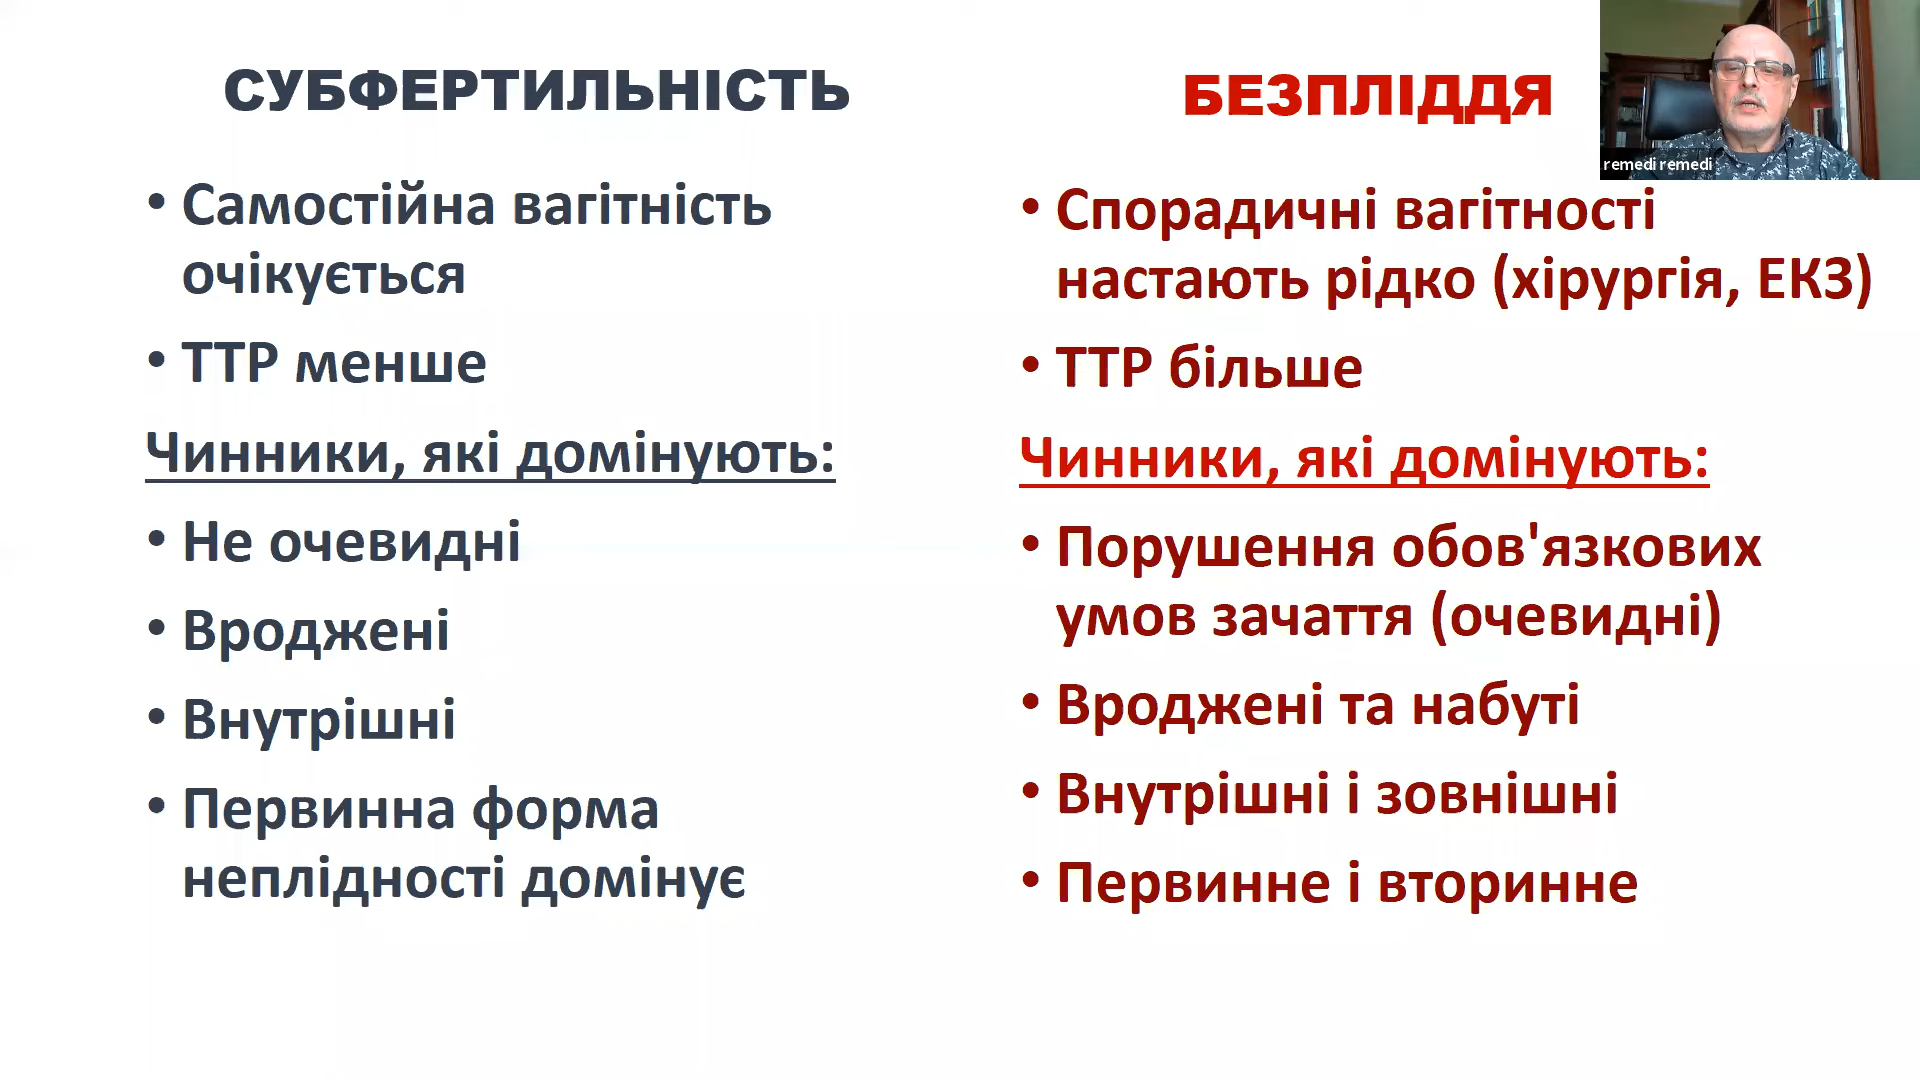 СУБФЕРТИЛЬНІСТЬ
• Самостійна вагітність
очікується
• ТТР менше
Чинники, які домінують:
• Не очевидні
• Вроджені
• Внутрішні
• Первинна форма
неплідності домінує
БЕЗПЛІДДЯ
• Спорадичні вагітності
настають рідко (хірургія, ЕКЗ)
• ТТР більше
Чинники, які домінують:
• Порушення обов'язкових
умов зачаття (очевидні)
• Вроджені та набуті
• Внутрішні і зовнішні
• Первинне і вторинне
remedi remedi